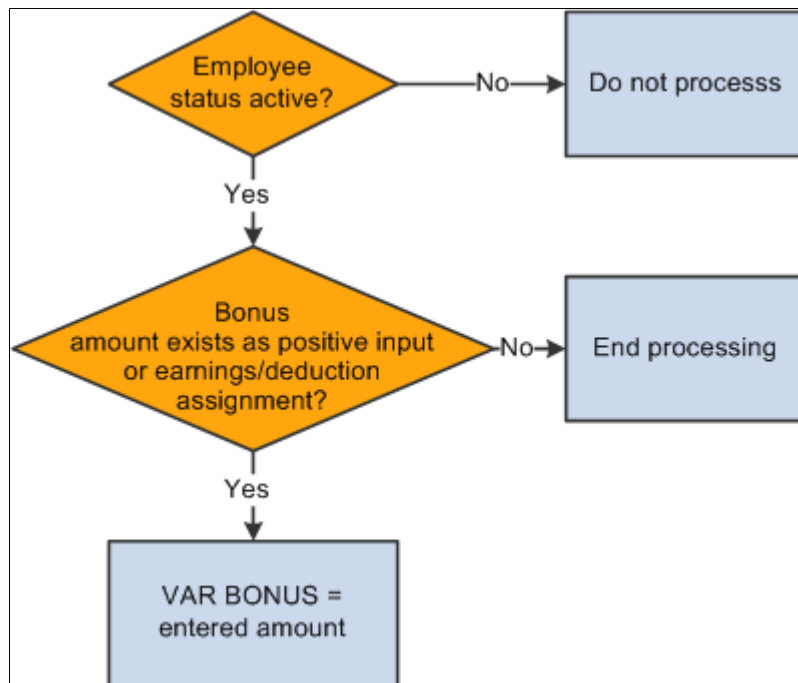 Employee
status active?
No
Do not processs
Yes
Bonus
amount exists as positive input
or earnings/deduction
assignment?
No
End processing
Yes
VAR BONUS =
entered amount